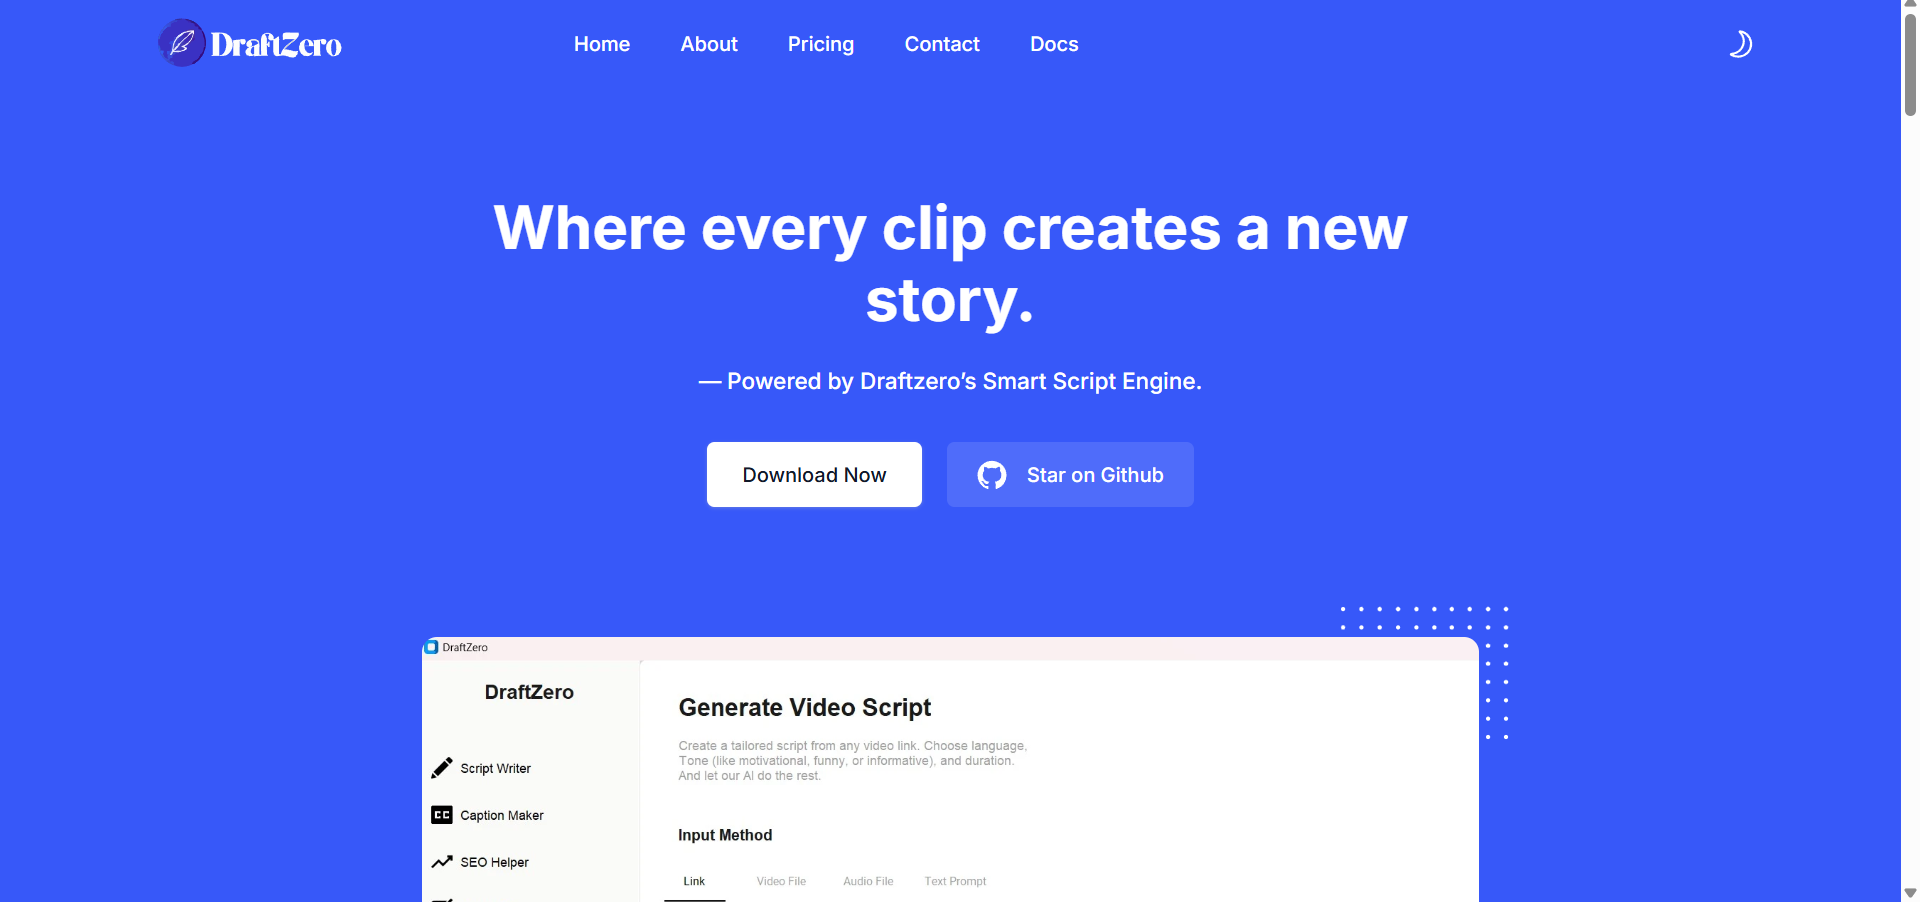 DraftZero
Home
About
Pricing
Contact
Docs
Where every clip creates a new
story.
— Powered by Draftzero’s Smart Script Engine.
Download Now
Star on Github
DraftZero
DraftZero
Script Writer
CC
Caption Maker
SEO Helper
Generate Video Script
Create a tailored script from any video link. Choose language,
Tone (like motivational, funny, or informative), and duration.
And let our AI do the rest.
Input Method
Link
Video File
Audio File
Text Prompt